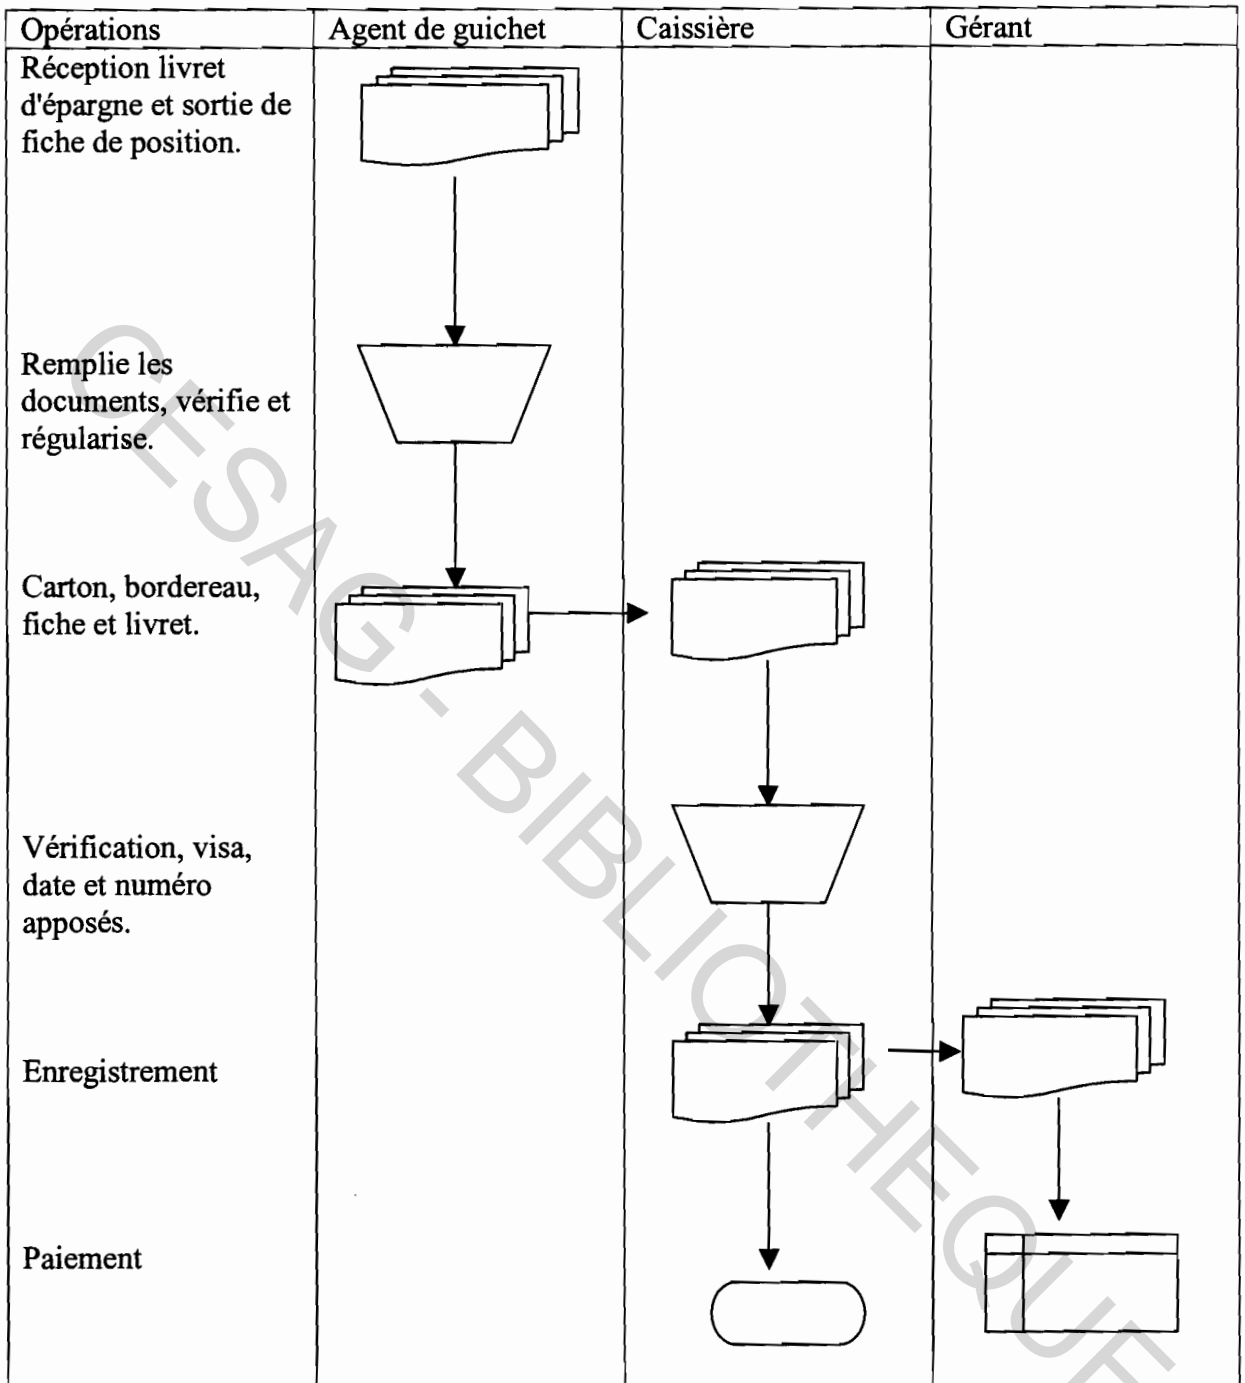 Opérations
Agent de guichet
Caissière
Gérant
Réception livret
d'épargne et sortie de
fiche de position.
Remplie les
documents, vérifie et
régularise.
Carton, bordereau,
fiche et livret.
Vérification, visa,
date et numéro
apposés.
Enregistrement
Paiement
CESAG - BIBLIOTHEQUE